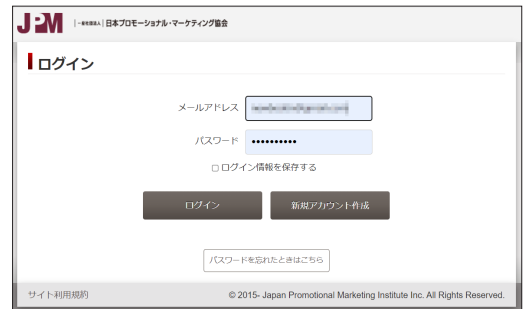 JPM 一般社団法人 日本プロモーショナル・マーケティング協会
ログイン
メールアドレス
パスワード ••••••••••
ログイン情報を保存する
ログイン 新規アカウント作成
パスワードを忘れたときはこちら
サイト利用規約 © 2015- Japan Promotional Marketing Institute Inc. All Rights Reserved.